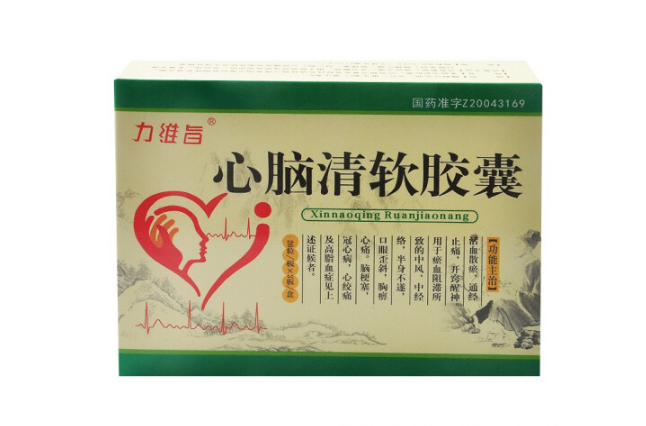 国药准字Z20043169
力维旨®
心脑清软胶囊
Xinnaoqing Ruanjiaonang
【功能主治】
活血散瘀，通经
止痛，开窍醒神
用于瘀血阻滞所
致的中风，中经
络，半身不遂，
口眼歪斜，胸痹
心痛。脑梗塞，
冠心病，心绞痛
及高脂血症见上
述证候者。